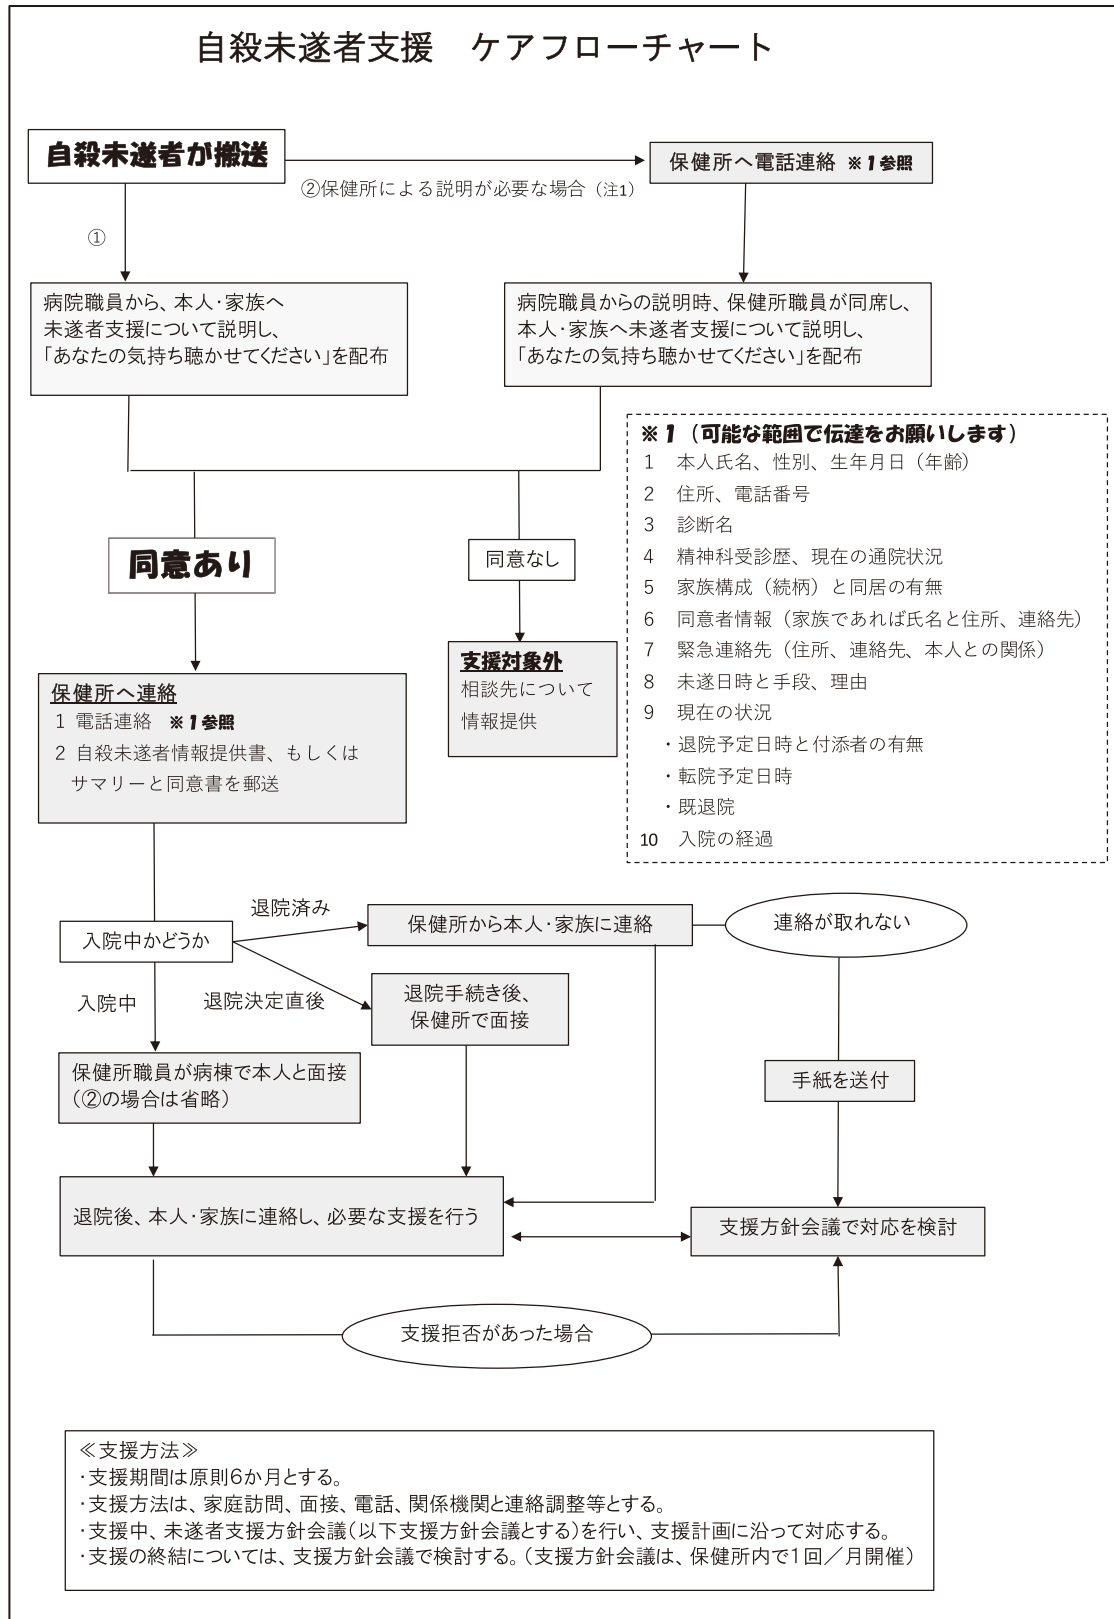 自殺未遂者支援　ケアフローチャート
自殺未遂者が搬送
保健所へ電話連絡 ※1参照
②保健所による説明が必要な場合（注1）
①
病院職員から、本人・家族へ
未遂者支援について説明し、
「あなたの気持ち聴かせてください」を配布
病院職員からの説明時、保健所職員が同席し、
本人・家族へ未遂者支援について説明し、
「あなたの気持ち聴かせてください」を配布
※1（可能な範囲で伝達をお願いします）
1　本人氏名、性別、生年月日（年齢）
2　住所、電話番号
3　診断名
4　精神科受診歴、現在の通院状況
5　家族構成（続柄）と同居の有無
6　同意者情報（家族であれば氏名と住所、連絡先）
7　緊急連絡先（住所、連絡先、本人との関係）
8　未遂日時と手段、理由
9　現在の状況
・退院予定日時と付添者の有無
・転院予定日時
・既退院
10　入院の経過
同意あり
同意なし
支援対象外
相談先について
情報提供
保健所へ連絡
1 電話連絡　※1参照
2 自殺未遂者情報提供書、もしくは
サマリーと同意書を郵送
退院済み
保健所から本人・家族に連絡
連絡が取れない
入院中かどうか
入院中
退院決定直後
退院手続き後、
保健所で面接
保健所職員が病棟で本人と面接
（②の場合は省略）
手紙を送付
退院後、本人・家族に連絡し、必要な支援を行う
支援方針会議で対応を検討
支援拒否があった場合
≪支援方法≫
・支援期間は原則6か月とする。
・支援方法は、家庭訪問、面接、電話、関係機関と連絡調整等とする。
・支援中、未遂者支援方針会議（以下支援方針会議とする）を行い、支援計画に沿って対応する。
・支援の終結については、支援方針会議で検討する。（支援方針会議は、保健所内で1回／月開催）